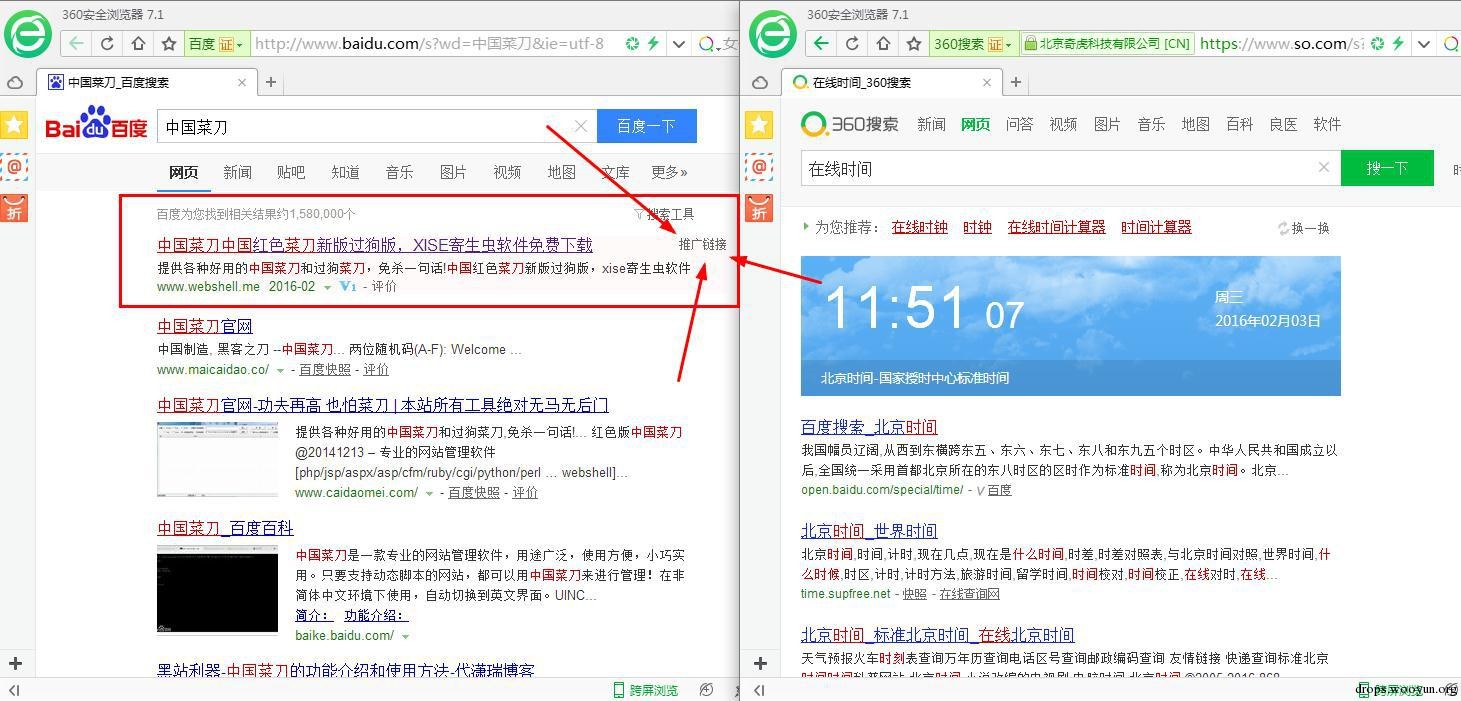 360安全浏览器 7.1
百度 证
http://www.baidu.com/s?wd=中国菜刀&ie=utf-8
中国菜刀_百度搜索
Bai du 百度
中国菜刀
百度一下
网页 新闻 贴吧 知道 音乐 图片 视频 地图 文库 更多»
百度为您找到相关结果约1,580,000个
搜索工具
中国菜刀中国红色菜刀新版过狗版，XISE寄生虫软件免费下载
推广链接
提供各种好用的中国菜刀和过狗菜刀，免杀一句话!中国红色菜刀新版过狗版，xise寄生虫软件
www.webshell.me 2016-02 V1 - 评价
中国菜刀官网
中国制造, 黑客之刀 --中国菜刀... 两位随机码(A-F): Welcome ...
www.maicaidao.co/ - 百度快照 - 评价
中国菜刀官网-功夫再高 也怕菜刀 | 本站所有工具绝对无马无后门
提供各种好用的中国菜刀和过狗菜刀,免杀一句话!... 红色版中国菜刀
@20141213 – 专业的网站管理软件
[php/jsp/aspx/asp/cfm/ruby/cgi/python/perl ... webshell]...
www.caidaomei.com/ - 百度快照 - 评价
中国菜刀_百度百科
中国菜刀是一款专业的网站管理软件，用途广泛，使用方便，小巧实
用。只要支持动态脚本的网站，都可以用中国菜刀来进行管理！在非
简体中文环境下使用，自动切换到英文界面。UINC...
简介： 功能介绍：
baike.baidu.com/
黑站利器-中国菜刀的功能介绍和使用方法-代潇瑞博客
跨屏浏览
@
折
360安全浏览器 7.1
360搜索 证
北京奇虎科技有限公司 [CN]
https://www.so.com/s?
在线时间_360搜索
360搜索
新闻 网页 问答 视频 图片 音乐 地图 百科 良医 软件
在线时间
搜一下
为您推荐： 在线时钟 时钟 在线时间计算器 时间计算器
换一换
11:51 07
周三
2016年02月03日
北京时间-国家授时中心标准时间
百度搜索_北京时间
我国幅员辽阔,从西到东横跨东五、东六、东七、东八和东九五个时区。中华人民共和国成立以
后,全国统一采用首都北京所在的东八时区的区时作为标准时间,称为北京时间。北京...
open.baidu.com/special/time/ - V 百度
北京时间_世界时间
北京时间,时间,计时,现在几点,现在是什么时间,时差,时差对照表,与北京时间对照,世界时间,什
么时候,时区,计时,计时方法,旅游时间,留学时间,时间校对,时间校正,在线对时,在线...
time.supfree.net - 快照 - 在线查询网
北京时间_标准北京时间_在线北京时间
天气预报火车时刻表查询万年历查询电话区号查询邮政编码查询 友情链接 快递查询标准北京
@
折
drops.wooyun.org